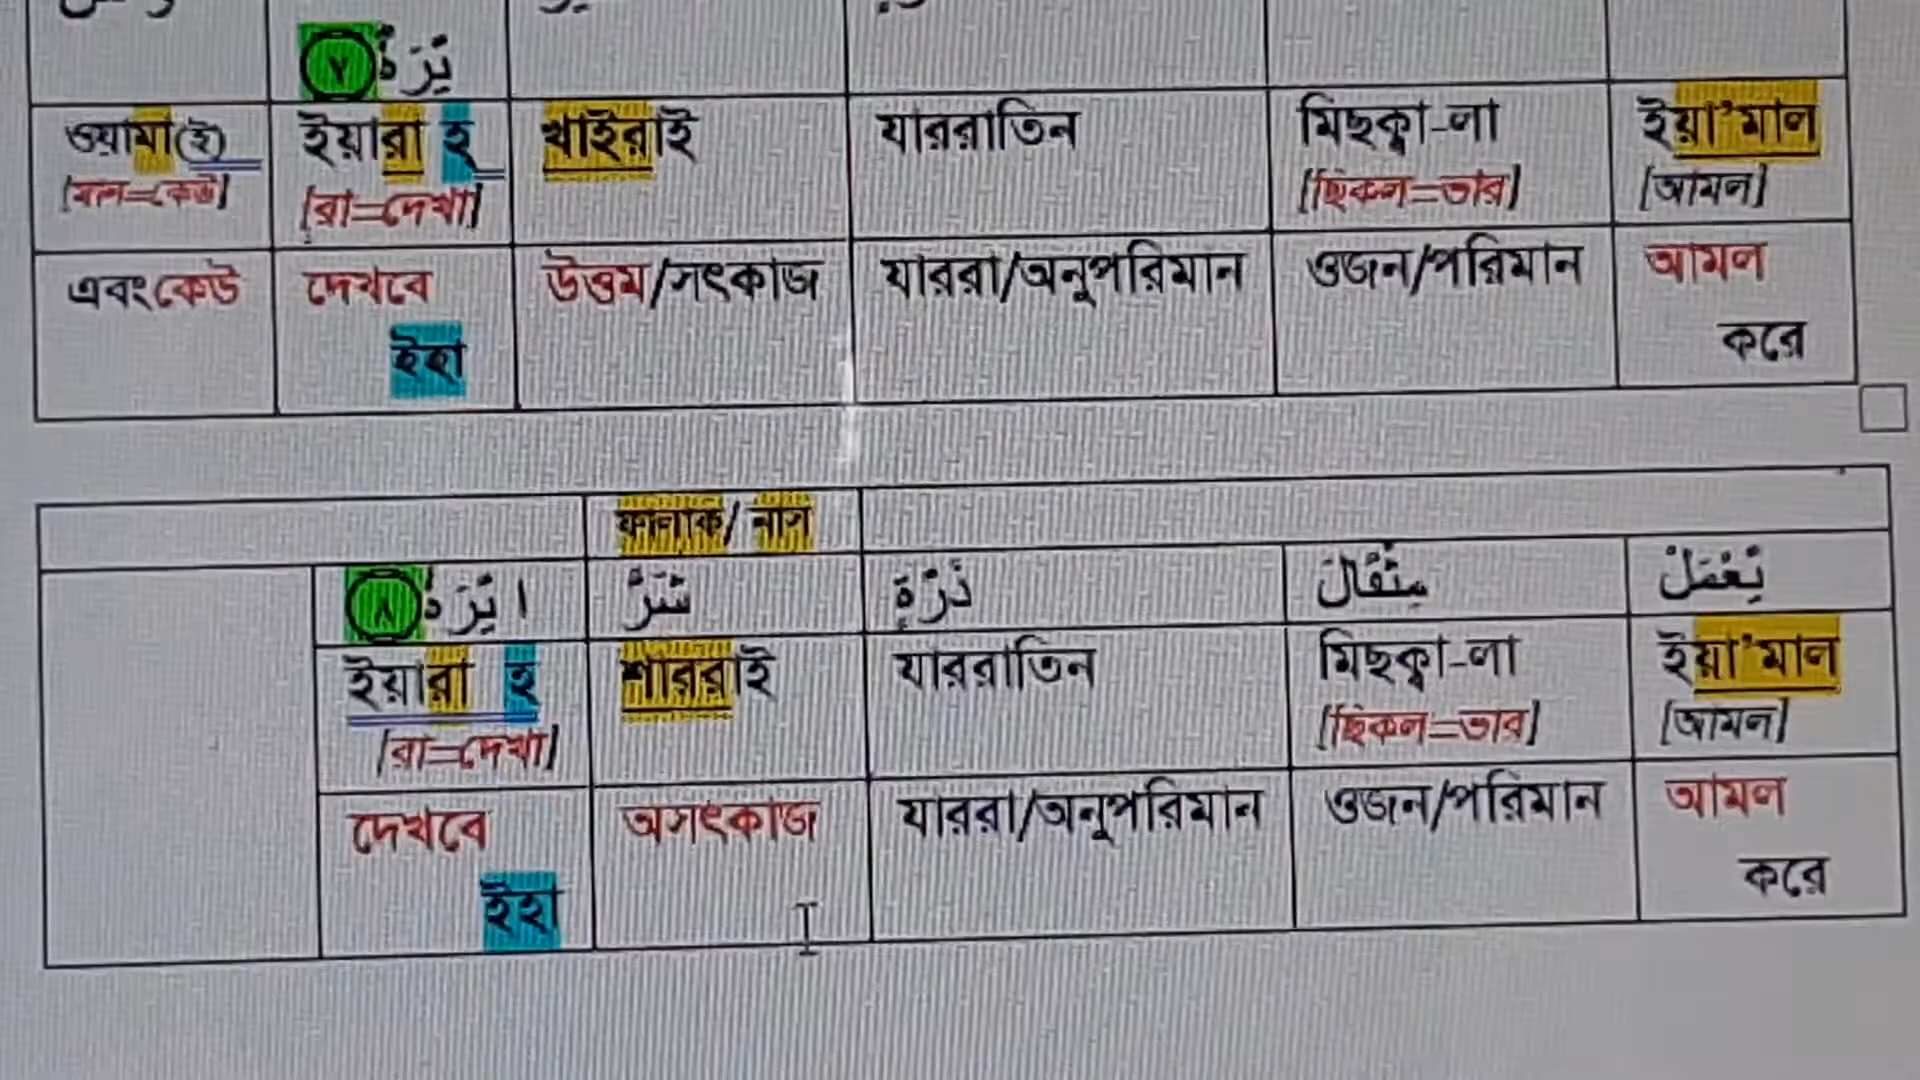 يَّرَهٗ ٧
ওয়ামা(ই) ইয়ারা হূ খাইরাই যাররাতিন মিছক্বা-লা ইয়া'মাল
[মান=কেউ] [রা=দেখা] [ছিকল=ভার] [আমল]
এবং কেউ দেখবে উত্তম/সৎকাজ যাররা/অনুপরিমান ওজন/পরিমান আমল
ইহা করে
ফালাক/ নাস
ا يَّرَهٗ ٨ شَرًّ ذَرَّةٍ مِثْقَالَ يَّعْمَلْ
ইয়ারা হূ শাররাই যাররাতিন মিছক্বা-লা ইয়া'মাল
[রা=দেখা] [ছিকল=ভার] [আমল]
দেখবে অসৎকাজ যাররা/অনুপরিমান ওজন/পরিমান আমল
ইহা করে